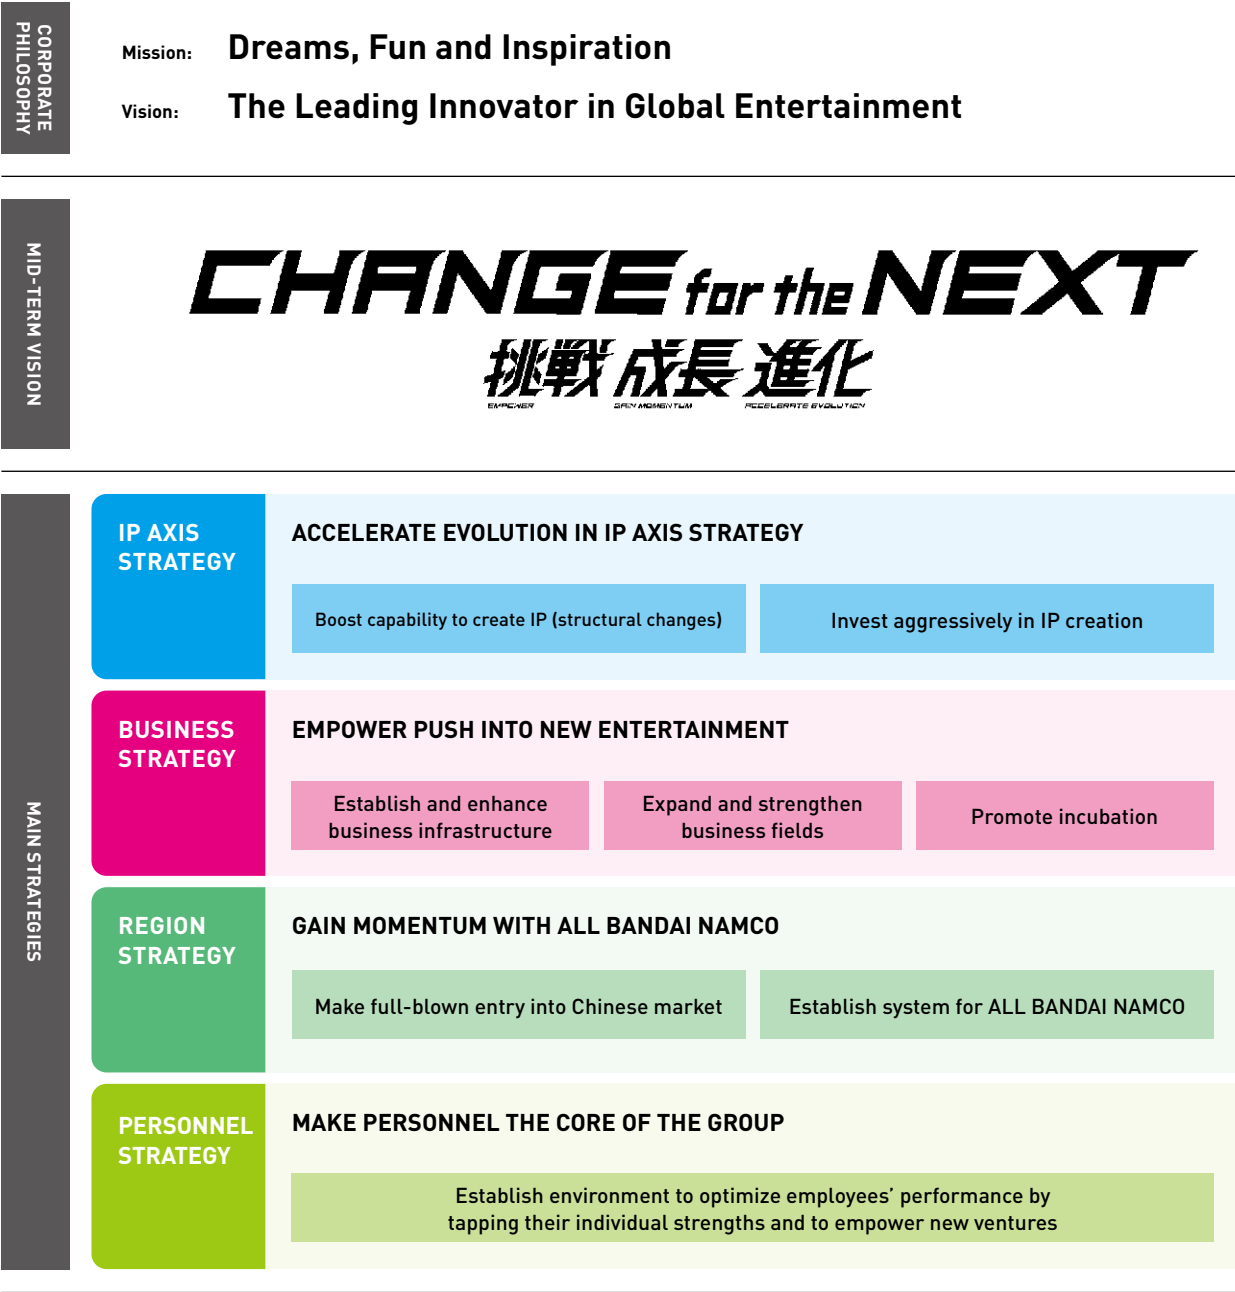 CORPORATE
PHILOSOPHY
Mission: Dreams, Fun and Inspiration
Vision: The Leading Innovator in Global Entertainment
MID-TERM VISION
CHANGE for the NEXT
挑戦 成長 進化
EMPOWER GAIN MOMENTUM ACCELERATE EVOLUTION
MAIN STRATEGIES
IP AXIS
STRATEGY
ACCELERATE EVOLUTION IN IP AXIS STRATEGY
Boost capability to create IP (structural changes)
Invest aggressively in IP creation
BUSINESS
STRATEGY
EMPOWER PUSH INTO NEW ENTERTAINMENT
Establish and enhance
business infrastructure
Expand and strengthen
business fields
Promote incubation
REGION
STRATEGY
GAIN MOMENTUM WITH ALL BANDAI NAMCO
Make full-blown entry into Chinese market
Establish system for ALL BANDAI NAMCO
PERSONNEL
STRATEGY
MAKE PERSONNEL THE CORE OF THE GROUP
Establish environment to optimize employees’ performance by
tapping their individual strengths and to empower new ventures